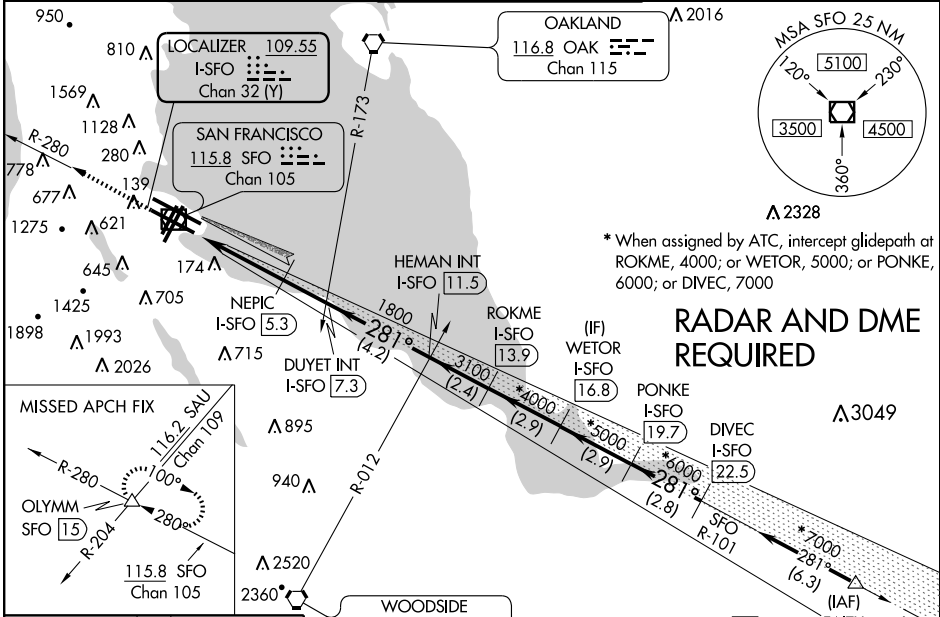 950
810
1569
1128
280
R-280
778
677
139
1275
621
645
174
1425
705
1898
1993
2026
715
895
940
2520
2360
LOCALIZER 109.55
I-SFO
Chan 32 (Y)
SAN FRANCISCO
115.8 SFO
Chan 105
OAKLAND
116.8 OAK
Chan 115
2016
R-173
MSA SFO 25 NM
120°
5100
230°
3500
4500
360°
2328
* When assigned by ATC, intercept glidepath at
ROKME, 4000; or WETOR, 5000; or PONKE,
6000; or DIVEC, 7000
RADAR AND DME
REQUIRED
3049
NEPIC
I-SFO 5.3
DUYET INT
I-SFO 7.3
HEMAN INT
I-SFO 11.5
ROKME
I-SFO
13.9
(IF)
WETOR
I-SFO
16.8
PONKE
I-SFO
19.7
DIVEC
I-SFO
22.5
1800
281°
(4.2)
3100
(2.4)
*4000
(2.9)
*5000
(2.9)
*6000
281°
(2.8)
SFO
R-101
*7000
281°
(6.3)
(IAF)
R-012
MISSED APCH FIX
116.2 SAU
Chan 109
R-280
100°
OLYMM
SFO 15
280°
R-204
115.8 SFO
Chan 105
WOODSIDE